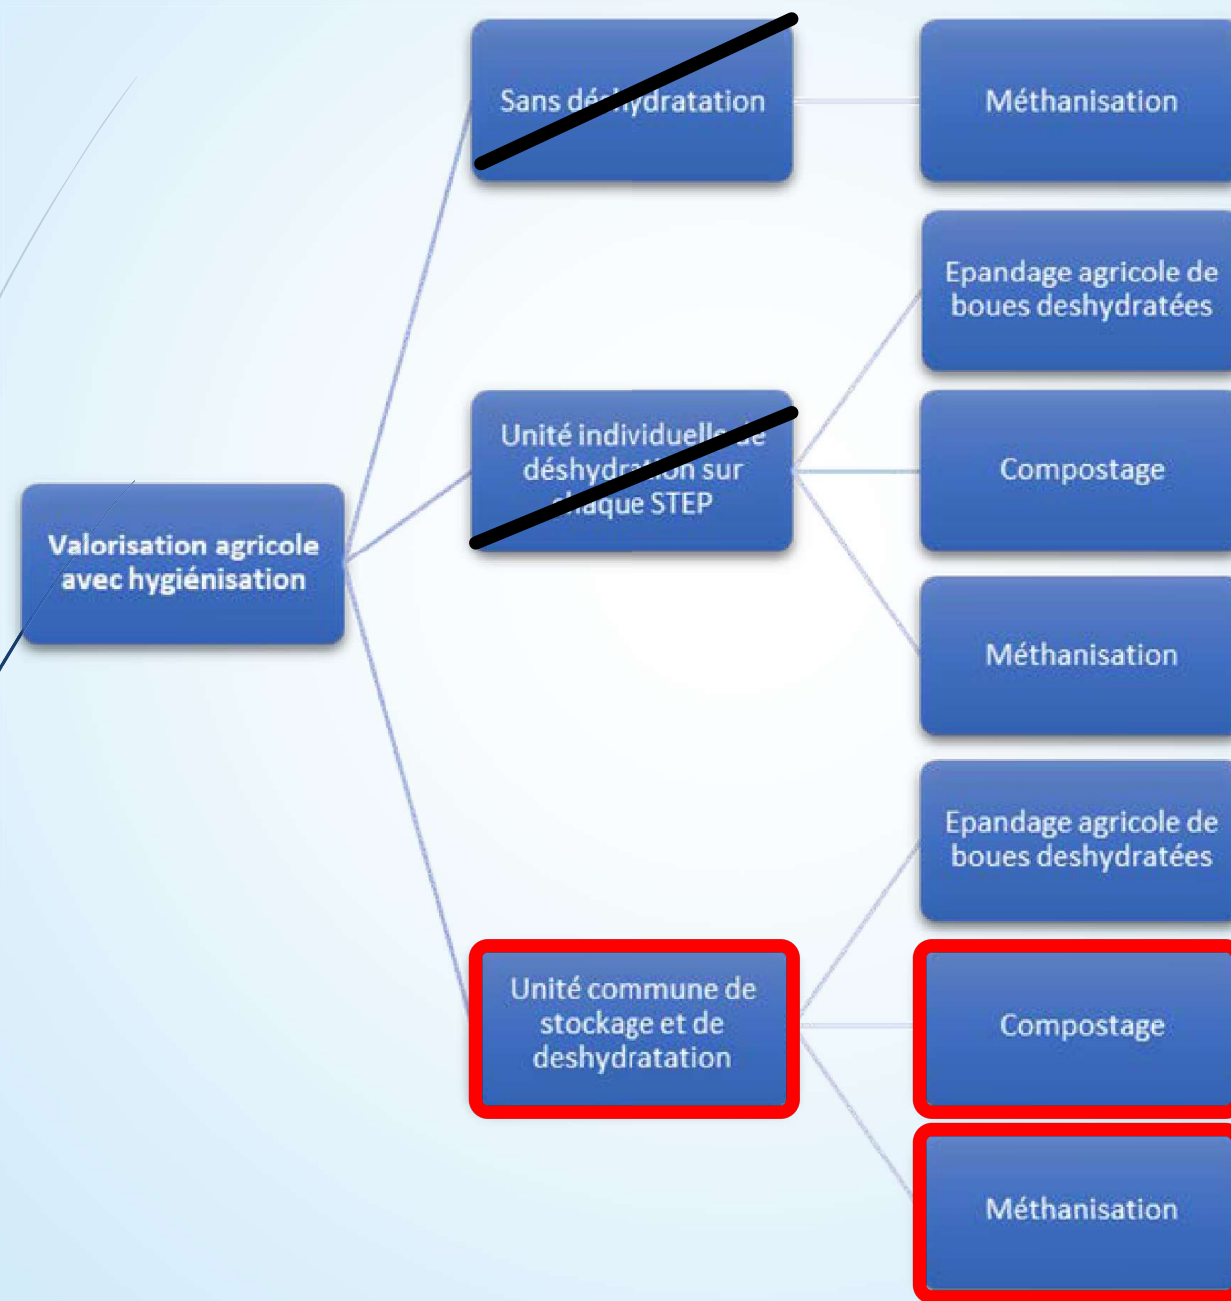 Sans déshydratation
Méthanisation
Epandage agricole de
boues deshydratées
Unité individuelle de
déshydration sur
chaque STEP
Compostage
Méthanisation
Valorisation agricole
avec hygiénisation
Epandage agricole de
boues deshydratées
Unité commune de
stockage et de
deshydratation
Compostage
Méthanisation